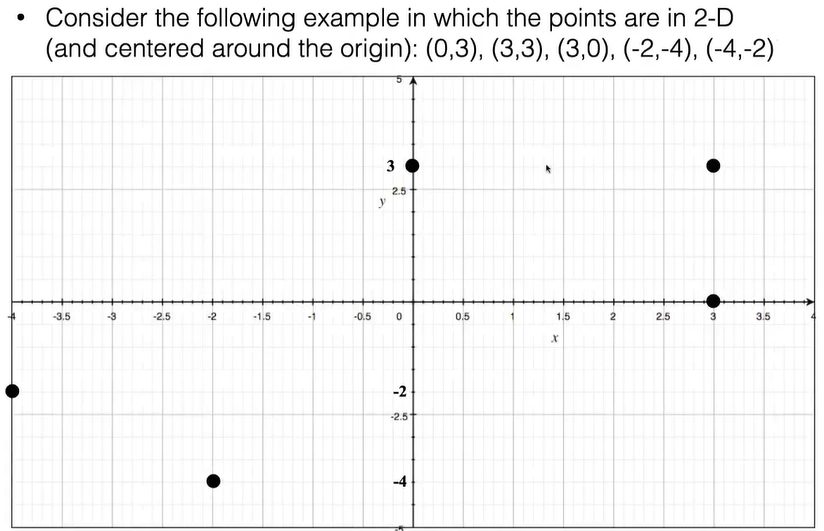 • Consider the following example in which the points are in 2-D
(and centered around the origin): (0,3), (3,3), (3,0), (-2,-4), (-4,-2)
5
3
2.5
y
-4 -3.5 -3 -2.5 -2 -1.5 -1 -0.5 0 0.5 1 1.5 2 2.5 3 3.5 4
x
-2
-2.5
-4
-5